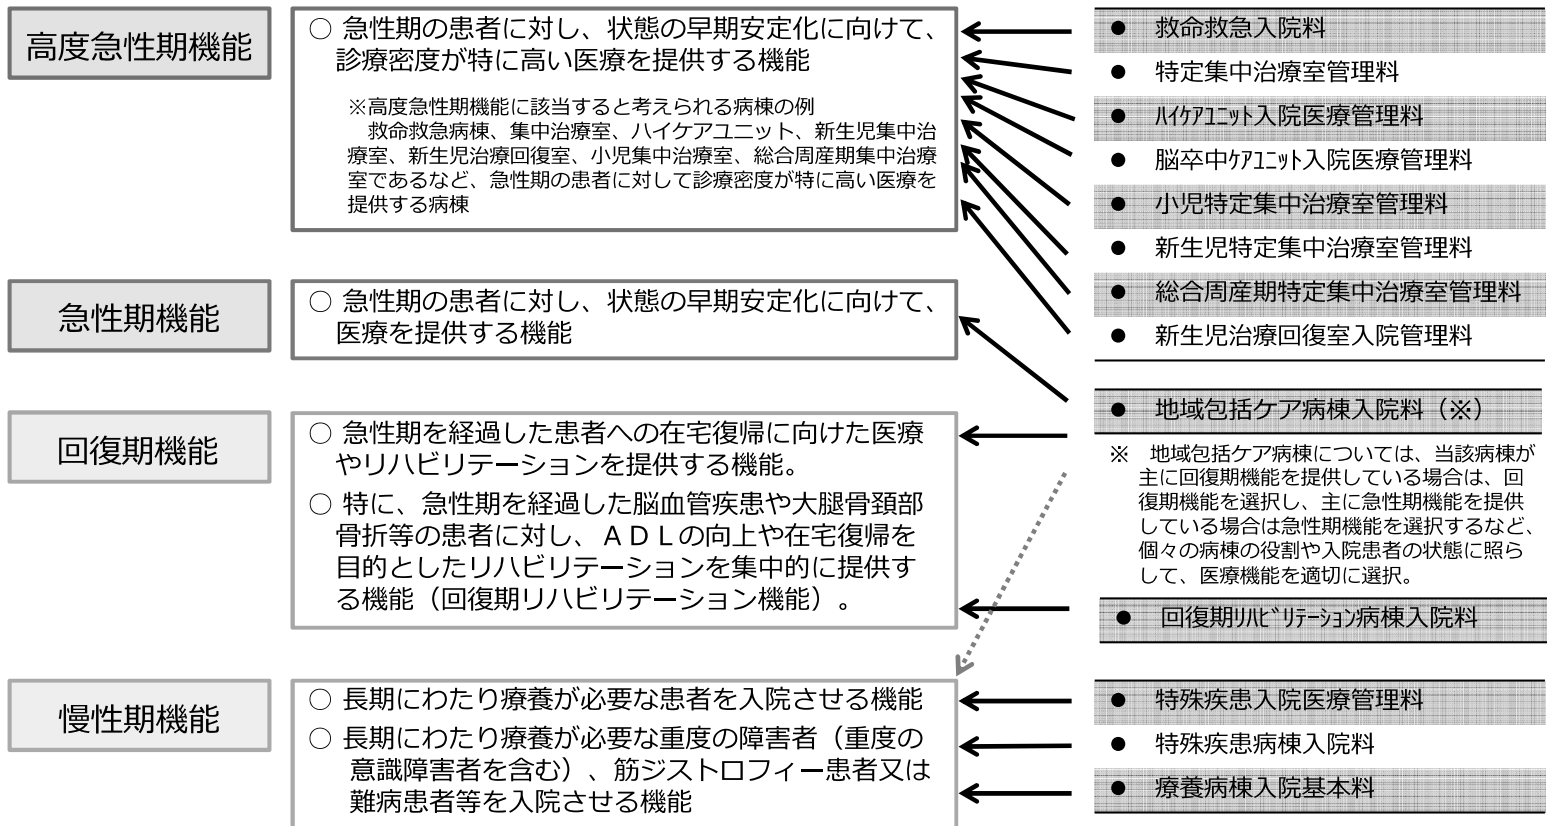 高度急性期機能
○ 急性期の患者に対し、状態の早期安定化に向けて、
診療密度が特に高い医療を提供する機能
※高度急性期機能に該当すると考えられる病棟の例
救命救急病棟、集中治療室、ハイケアユニット、新生児集中治
療室、新生児治療回復室、小児集中治療室、総合周産期集中治療
室であるなど、急性期の患者に対して診療密度が特に高い医療を
提供する病棟
● 救命救急入院料
● 特定集中治療室管理料
● ﾊｲｹｱﾕﾆｯﾄ入院医療管理料
● 脳卒中ｹｱﾕﾆｯﾄ入院医療管理料
● 小児特定集中治療室管理料
● 新生児特定集中治療室管理料
● 総合周産期特定集中治療室管理料
● 新生児治療回復室入院管理料
急性期機能
○ 急性期の患者に対し、状態の早期安定化に向けて、
医療を提供する機能
● 地域包括ケア病棟入院料（※）
※　地域包括ケア病棟については、当該病棟が
主に回復期機能を提供している場合は、回
復期機能を選択し、主に急性期機能を提供
している場合は急性期機能を選択するなど、
個々の病棟の役割や入院患者の状態に照ら
して、医療機能を適切に選択。
回復期機能
○ 急性期を経過した患者への在宅復帰に向けた医療
やリハビリテーションを提供する機能。
○ 特に、急性期を経過した脳血管疾患や大腿骨頚部
骨折等の患者に対し、ＡＤＬの向上や在宅復帰を
目的としたリハビリテーションを集中的に提供す
る機能（回復期リハビリテーション機能）。
● 回復期ﾘﾊﾋﾞﾘﾃｰｼｮﾝ病棟入院料
慢性期機能
○ 長期にわたり療養が必要な患者を入院させる機能
○ 長期にわたり療養が必要な重度の障害者（重度の
意識障害者を含む）、筋ジストロフィー患者又は
難病患者等を入院させる機能
● 特殊疾患入院医療管理料
● 特殊疾患病棟入院料
● 療養病棟入院基本料